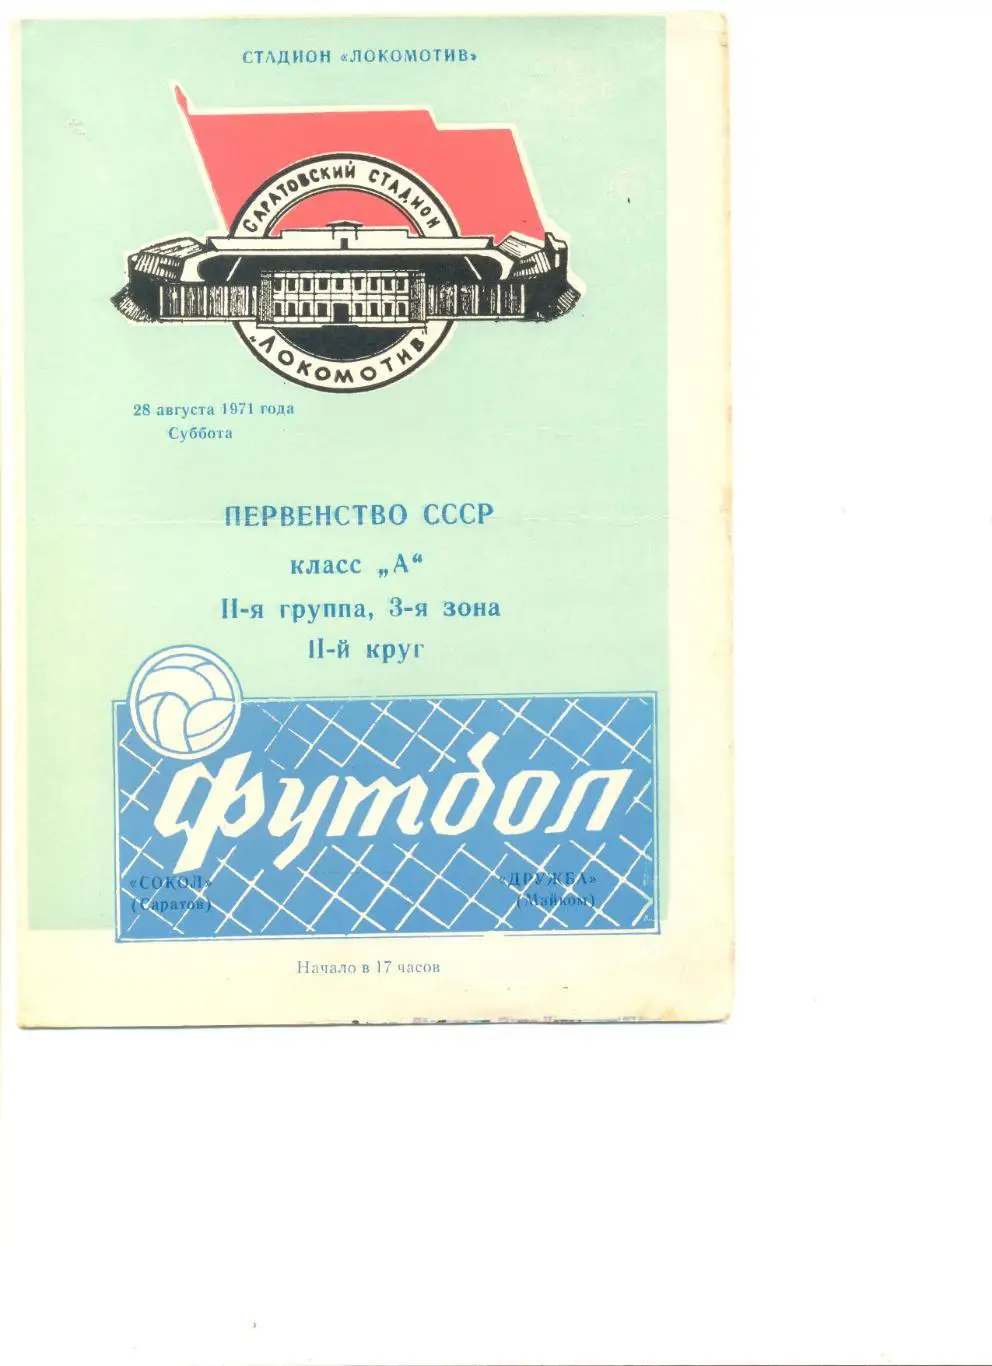 СТАДИОН «ЛОКОМОТИВ»
САРАТОВСКИЙ СТАДИОН
„ЛОКОМОТИВ"
28 августа 1971 года
Суббота
ПЕРВЕНСТВО СССР
класс „А“
II-я группа, 3-я зона
II-й круг
Футбол
«СОКОЛ»
(Саратов)
«ДРУЖБА»
(Майкоп)
Начало в 17 часов